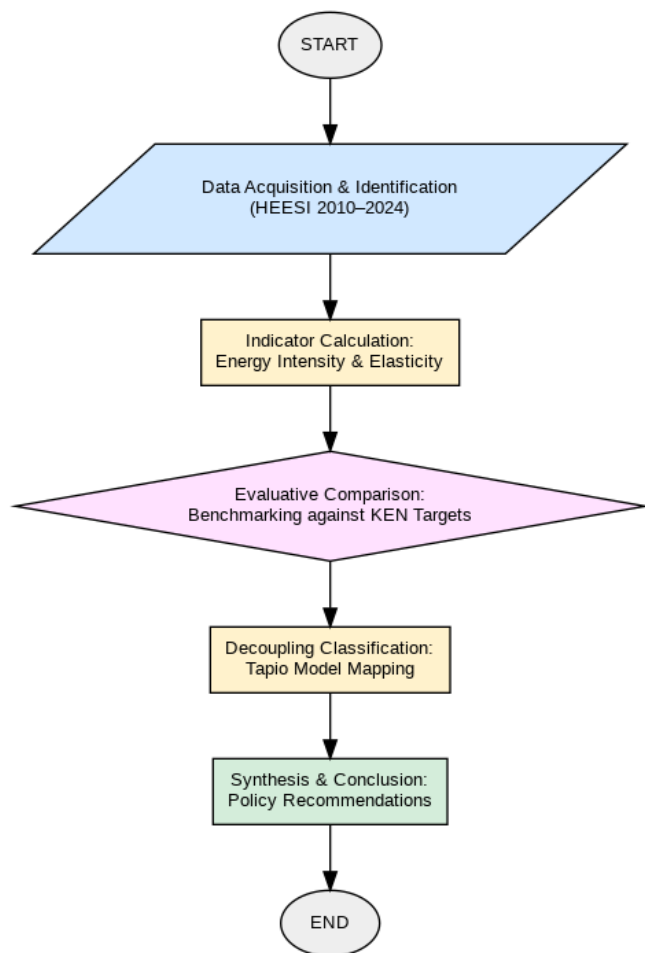 START
Data Acquisition & Identification
(HEESI 2010–2024)
Indicator Calculation:
Energy Intensity & Elasticity
Evaluative Comparison:
Benchmarking against KEN Targets
Decoupling Classification:
Tapio Model Mapping
Synthesis & Conclusion:
Policy Recommendations
END